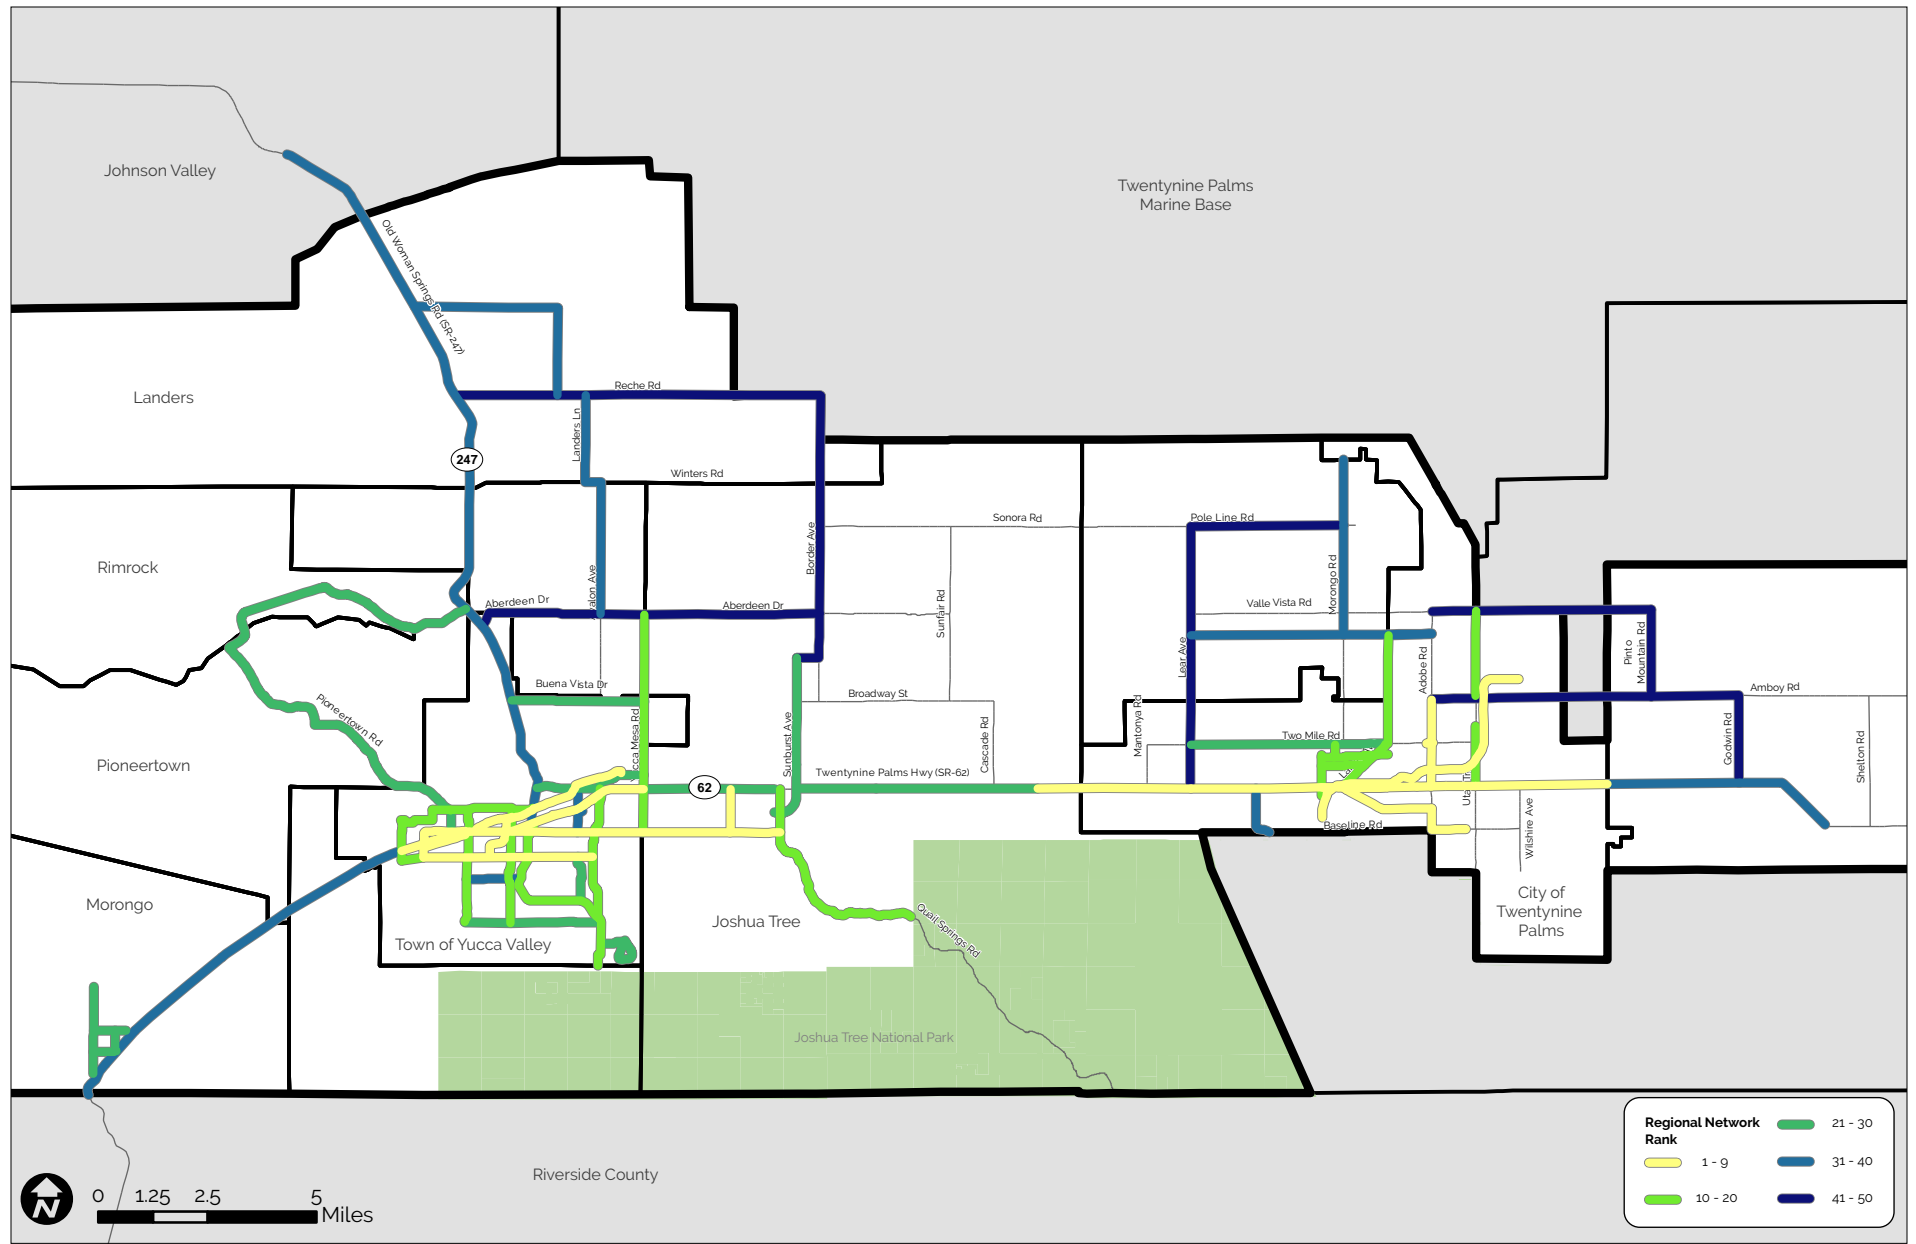 Johnson Valley
Twentynine Palms
Marine Base
Old Woman Springs Rd (SR-247)
Landers
Reche Rd
Landers Ln
247
Winters Rd
Sonora Rd
Pole Line Rd
Border Ave
Rimrock
Morongo Rd
Aberdeen Dr
Aberdeen Dr
Sunfair Rd
Valle Vista Rd
Lear Ave
Adobe Rd
Pinto
Mountain Rd
Buena Vista Dr
Broadway St
Amboy Rd
Pioneertown Rd
Sunburst Ave
Cascade Rd
Mantonya Rd
Two Mile Rd
Godwin Rd
Shelton Rd
Pioneertown
62
Twentynine Palms Hwy (SR-62)
Baseline Rd
Wilshire Ave
Morongo
Town of Yucca Valley
Joshua Tree
Quail Springs Rd
City of
Twentynine
Palms
Joshua Tree National Park
Riverside County
N
0 1.25 2.5 5
Miles
Regional Network
Rank
1 - 9
10 - 20
21 - 30
31 - 40
41 - 50